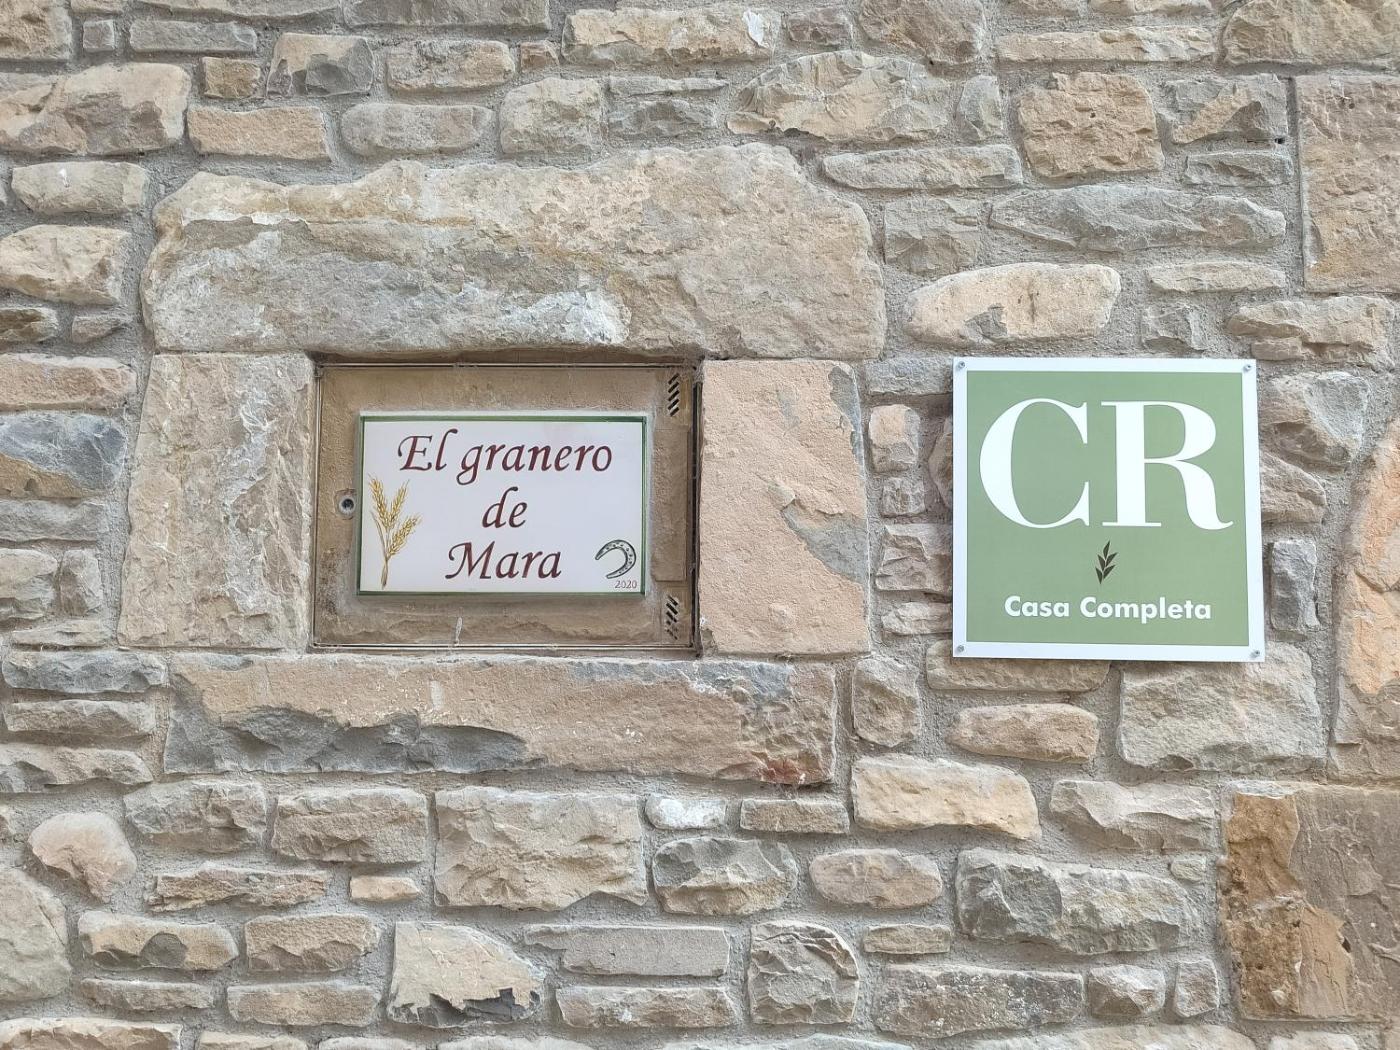 El granero
de
Mara
2020
CR
Casa Completa